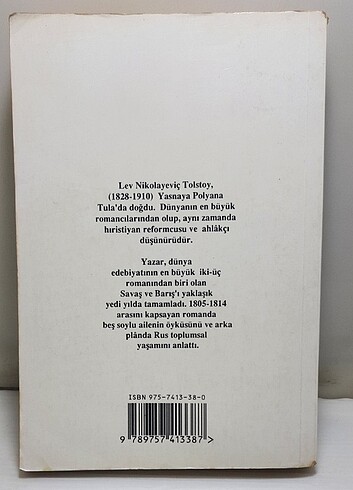 Lev Nikolayeviç Tolstoy,
(1828-1910) Yasnaya Polyana
Tula'da doğdu. Dünyanın en büyük
romancılarından olup, aynı zamanda
hıristiyan reformcusu ve ahlâkçı
düşünürüdür.
Yazar, dünya
edebiyatının en büyük iki-üç
romanından biri olan
Savaş ve Barış'ı yaklaşık
yedi yılda tamamladı. 1805-1814
arasını kapsayan romanda
beş soylu ailenin öyküsünü ve arka
plânda Rus toplumsal
yaşamını anlattı.
ISBN 975-7413-38-0
9 789757 413387 >